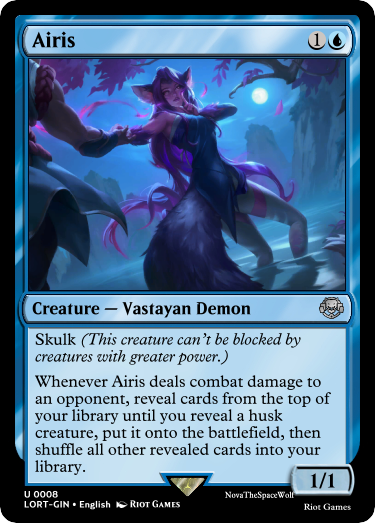 Airis
1
Creature — Vastayan Demon
Skulk (This creature can't be blocked by
creatures with greater power.)
Whenever Airis deals combat damage to
an opponent, reveal cards from the top of
your library until you reveal a husk
creature, put it onto the battlefield, then
shuffle all other revealed cards into your
library.
1/1
U 0008
NovaTheSpaceWolf
LORT-GIN • English Riot Games
Riot Games